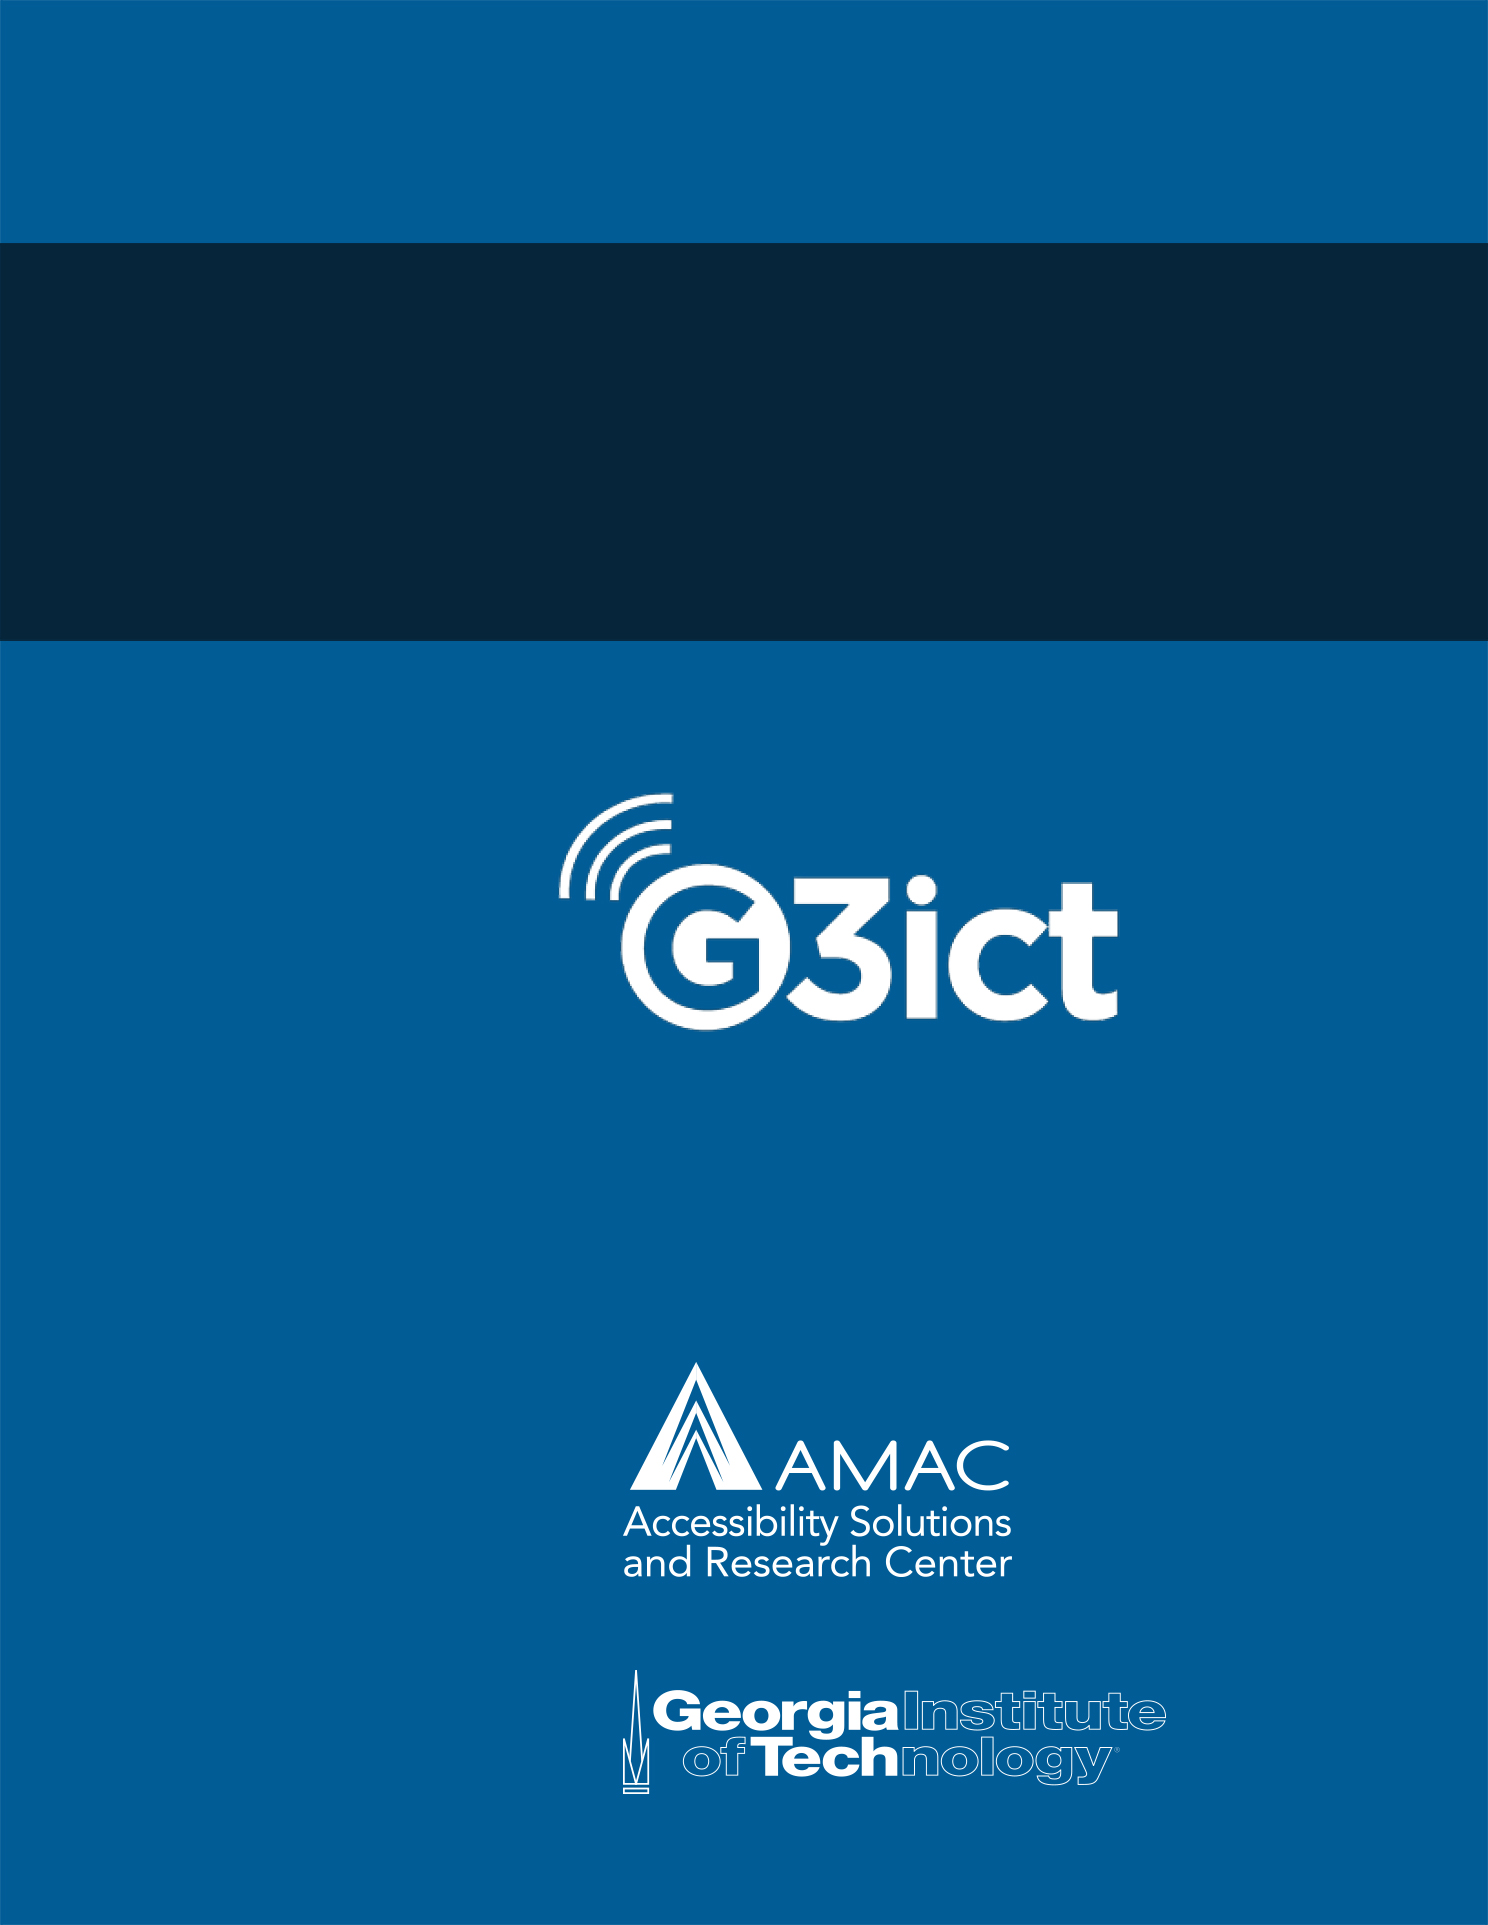 G3ict
AMAC
Accessibility Solutions
and Research Center
Georgia Institute
of Technology®